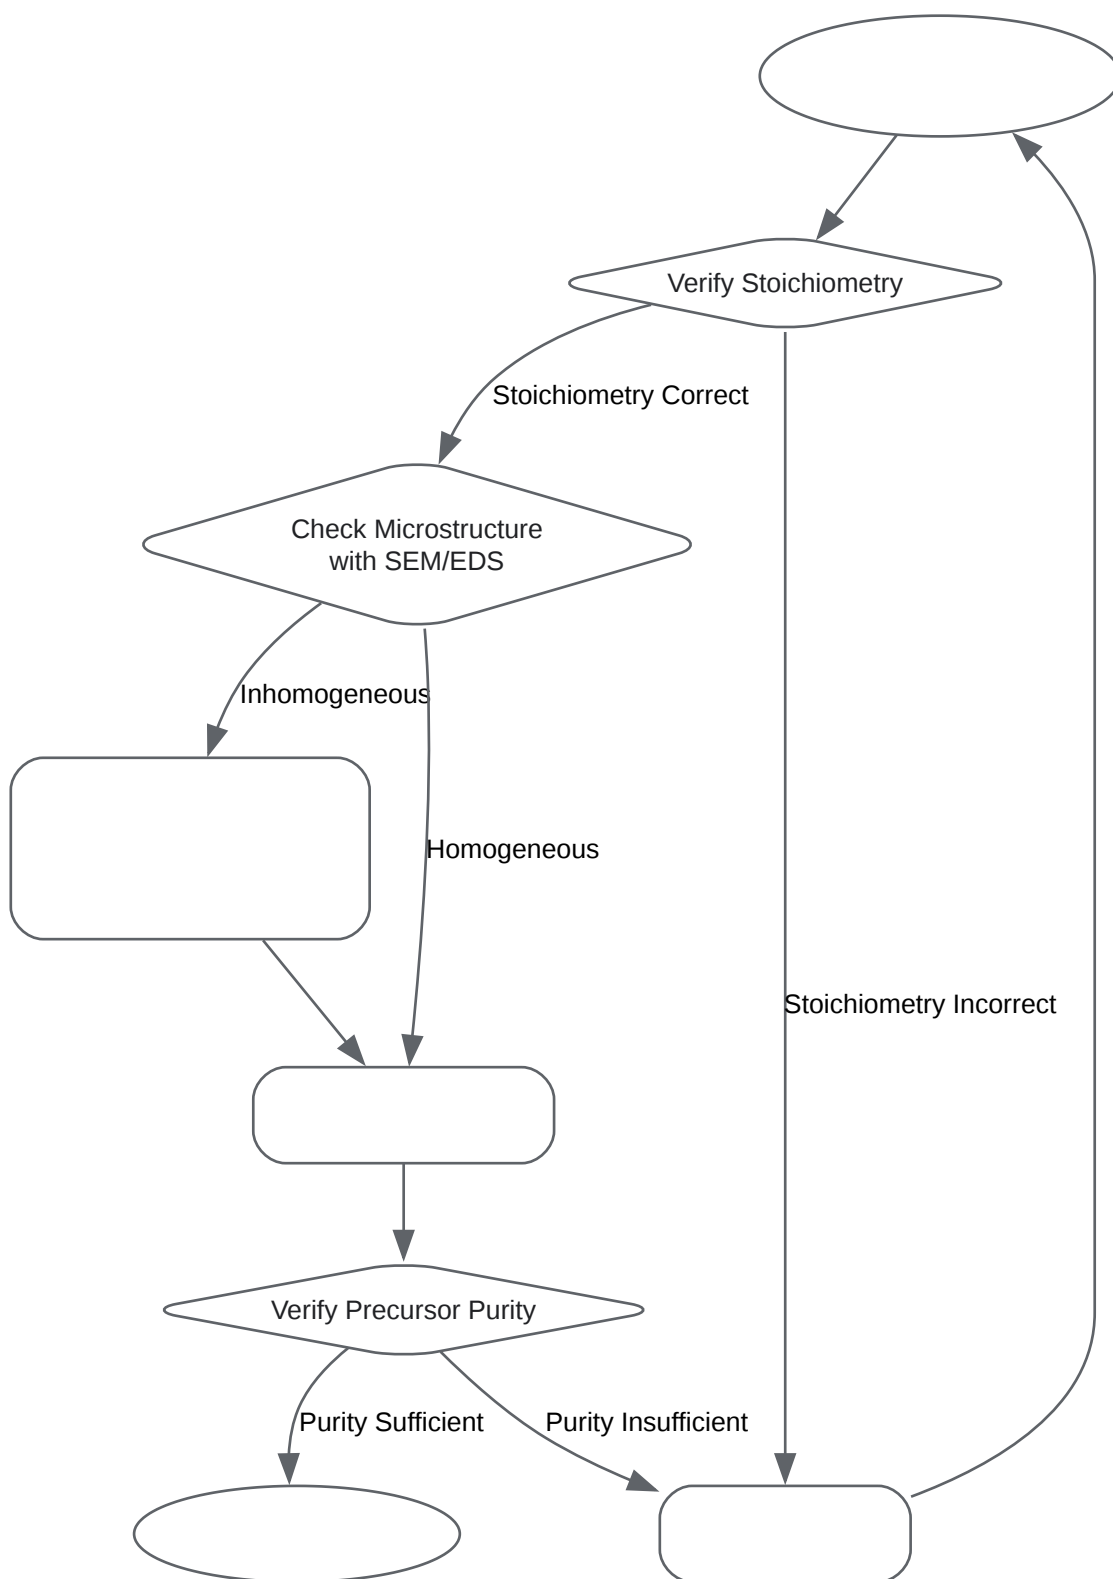 Verify Stoichiometry
Stoichiometry Correct
Check Microstructure
with SEM/EDS
Inhomogeneous
Homogeneous
Stoichiometry Incorrect
Verify Precursor Purity
Purity Sufficient
Purity Insufficient